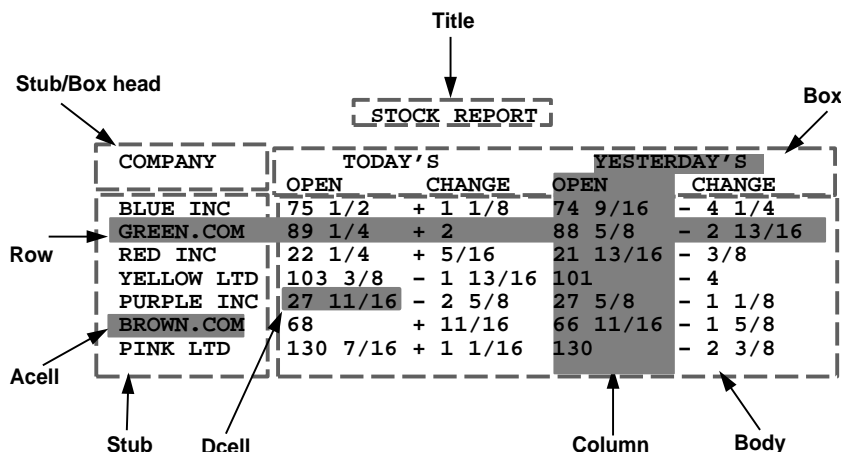 Title
Stub/Box head
Box
STOCK REPORT
COMPANY TODAY'S YESTERDAY'S
OPEN CHANGE OPEN CHANGE
BLUE INC 75 1/2 + 1 1/8 74 9/16 - 4 1/4
GREEN.COM 89 1/4 + 2 88 5/8 - 2 13/16
Row
RED INC 22 1/4 + 5/16 21 13/16 - 3/8
YELLOW LTD 103 3/8 - 1 13/16 101 - 4
PURPLE INC 27 11/16 - 2 5/8 27 5/8 - 1 1/8
BROWN.COM 68 + 11/16 66 11/16 - 1 5/8
PINK LTD 130 7/16 + 1 1/16 130 - 2 3/8
Acell
Stub Dcell Column Body